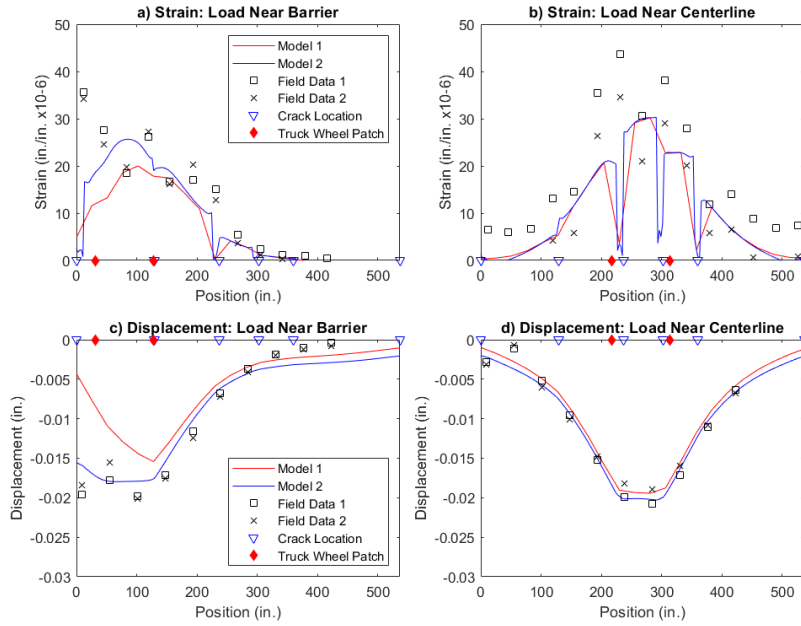 a) Strain: Load Near Barrier
b) Strain: Load Near Centerline
50
40
30
20
10
0
Strain (in./in. x10-6)
Model 1
Model 2
Field Data 1
Field Data 2
Crack Location
Truck Wheel Patch
0 100 200 300 400 500
Position (in.)
50
40
30
20
10
0
Strain (in./in. x10-6)
0 100 200 300 400 500
Position (in.)
c) Displacement: Load Near Barrier
d) Displacement: Load Near Centerline
0
-0.005
-0.01
-0.015
-0.02
-0.025
-0.03
Displacement (in.)
Model 1
Model 2
Field Data 1
Field Data 2
Crack Location
Truck Wheel Patch
0 100 200 300 400 500
Position (in.)
0
-0.005
-0.01
-0.015
-0.02
-0.025
-0.03
Displacement (in.)
0 100 200 300 400 500
Position (in.)